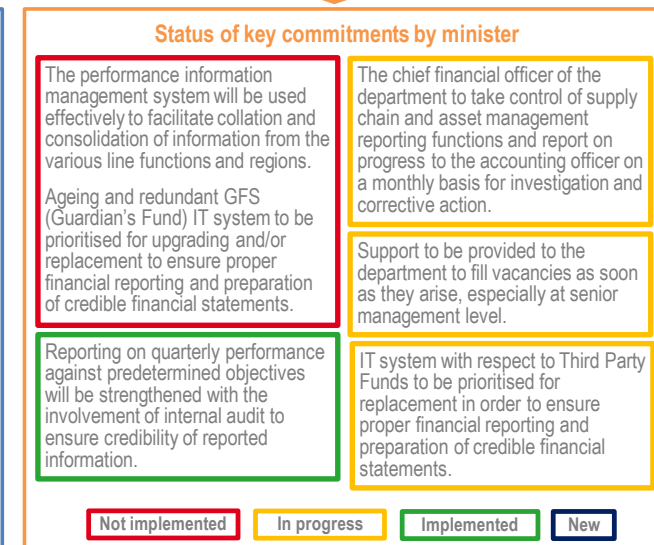 Status of key commitments by minister
The performance information
management system will be used
effectively to facilitate collation and
consolidation of information from the
various line functions and regions.
Ageing and redundant GFS
(Guardian's Fund) IT system to be
prioritised for upgrading and/or
replacement to ensure proper
financial reporting and preparation
of credible financial statements.
Reporting on quarterly performance
against predetermined objectives
will be strengthened with the
involvement of internal audit to
ensure credibility of reported
information.
The chief financial officer of the
department to take control of supply
chain and asset management
reporting functions and report on
progress to the accounting officer on
a monthly basis for investigation and
corrective action.
Support to be provided to the
department to fill vacancies as soon
as they arise, especially at senior
management level.
IT system with respect to Third Party
Funds to be prioritised for
replacement in order to ensure
proper financial reporting and
preparation of credible financial
statements.
Not implemented In progress Implemented New